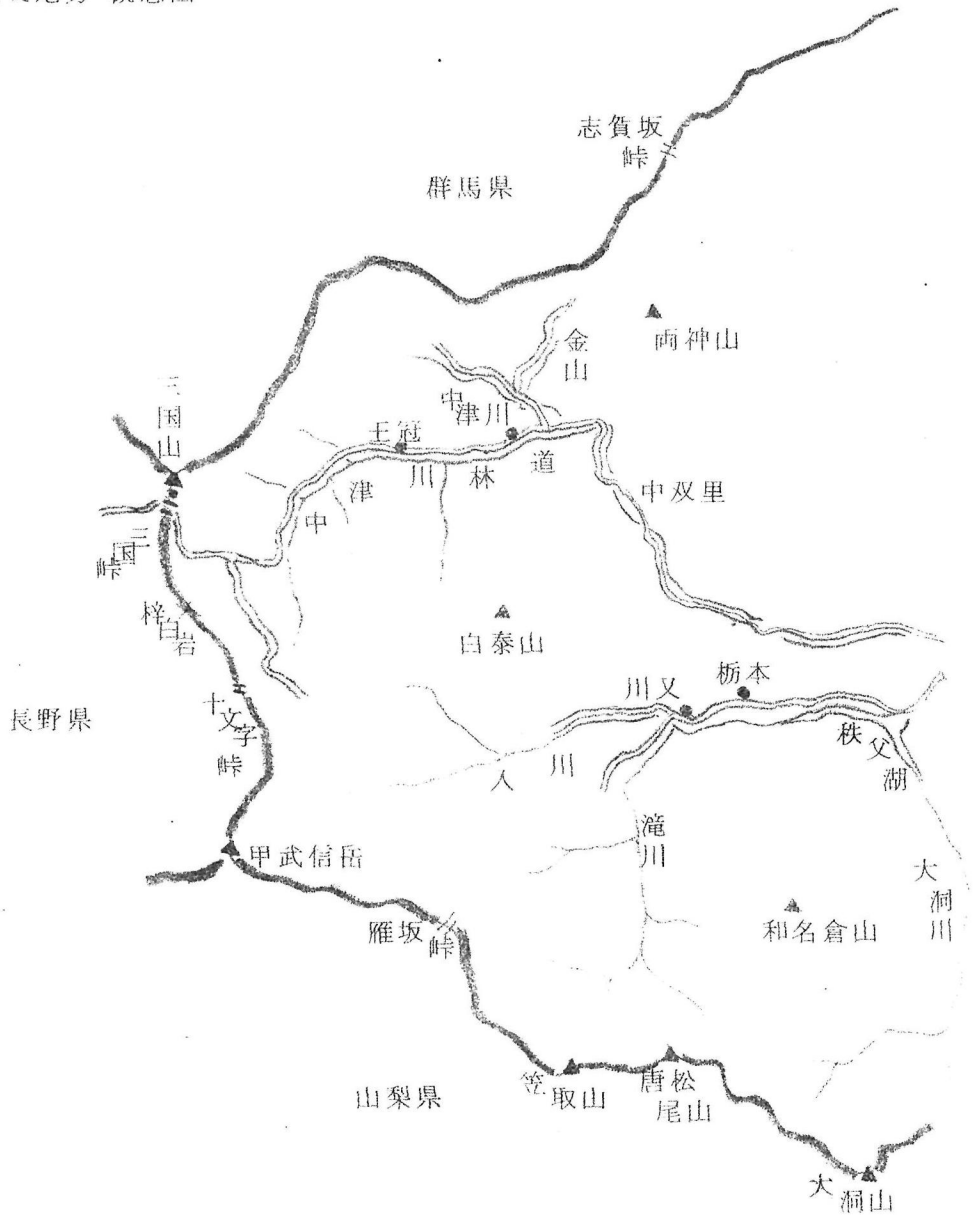 志賀坂峠
群馬県
両神山
金山
三国山
中津川
王冠
中津川林道
中双里
三国峠
梓白岩
白泰山
栃本
川又
長野県
十文字峠
入川
秩父湖
甲武信岳
滝川
大洞川
雁坂峠
和名倉山
山梨県
笠取山
唐松尾山
大洞山